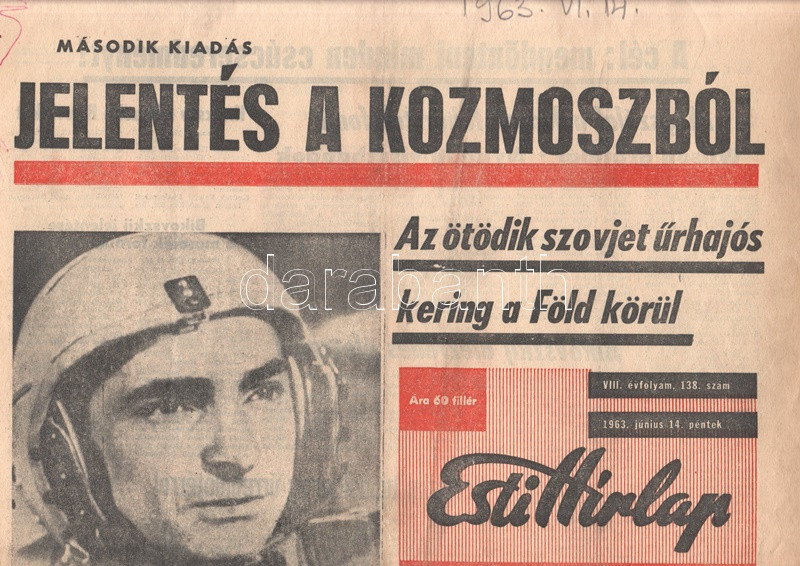 1963. VI. 14.
MÁSODIK KIADÁS
JELENTÉS A KOZMOSZBÓL
Az ötödik szovjet űrhajós
kering a Föld körül
Ára 60 fillér
VIII. évfolyam, 138. szám
1963. június 14. péntek
Esti Hírlap
darabanth